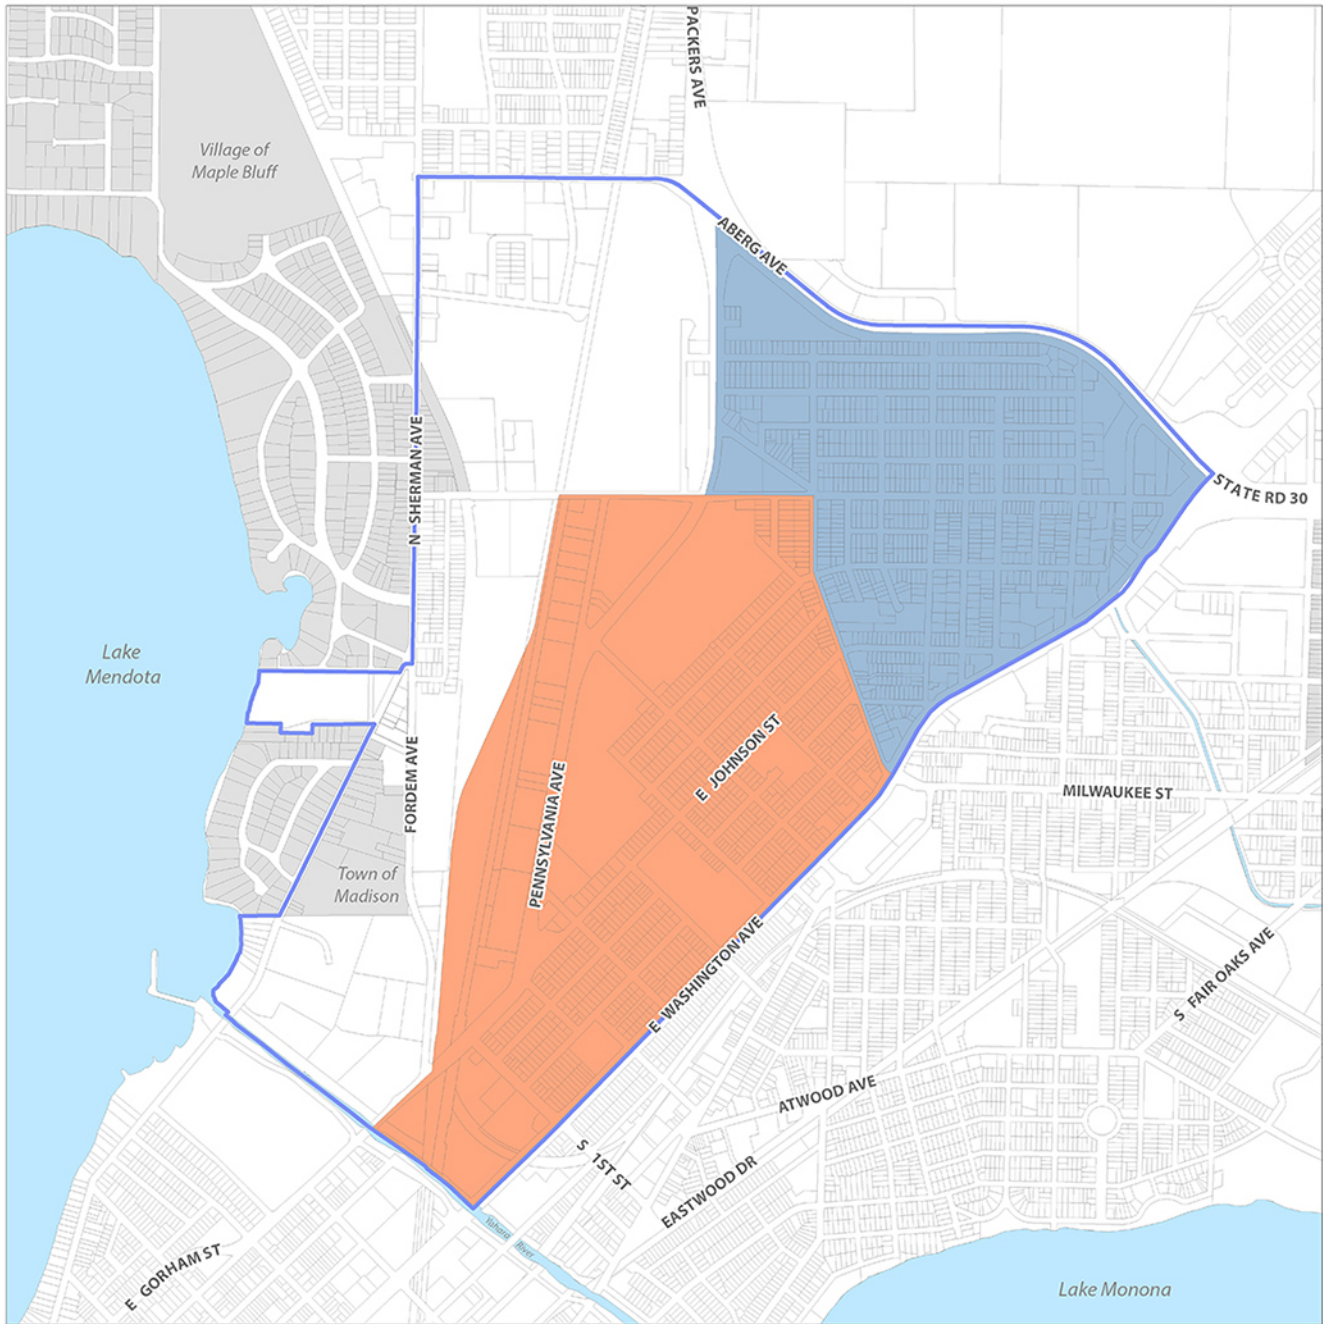 PACKERS AVE
Village of
Maple Bluff
ABERG AVE
N SHERMAN AVE
STATE RD 30
Lake
Mendota
E JOHNSON ST
FORDEM AVE
PENNSYLVANIA AVE
MILWAUKEE ST
Town of
Madison
E WASHINGTON AVE
S FAIR OAKS AVE
ATWOOD AVE
S 1ST ST
EASTWOOD DR
Yahara River
E GORHAM ST
Lake Monona